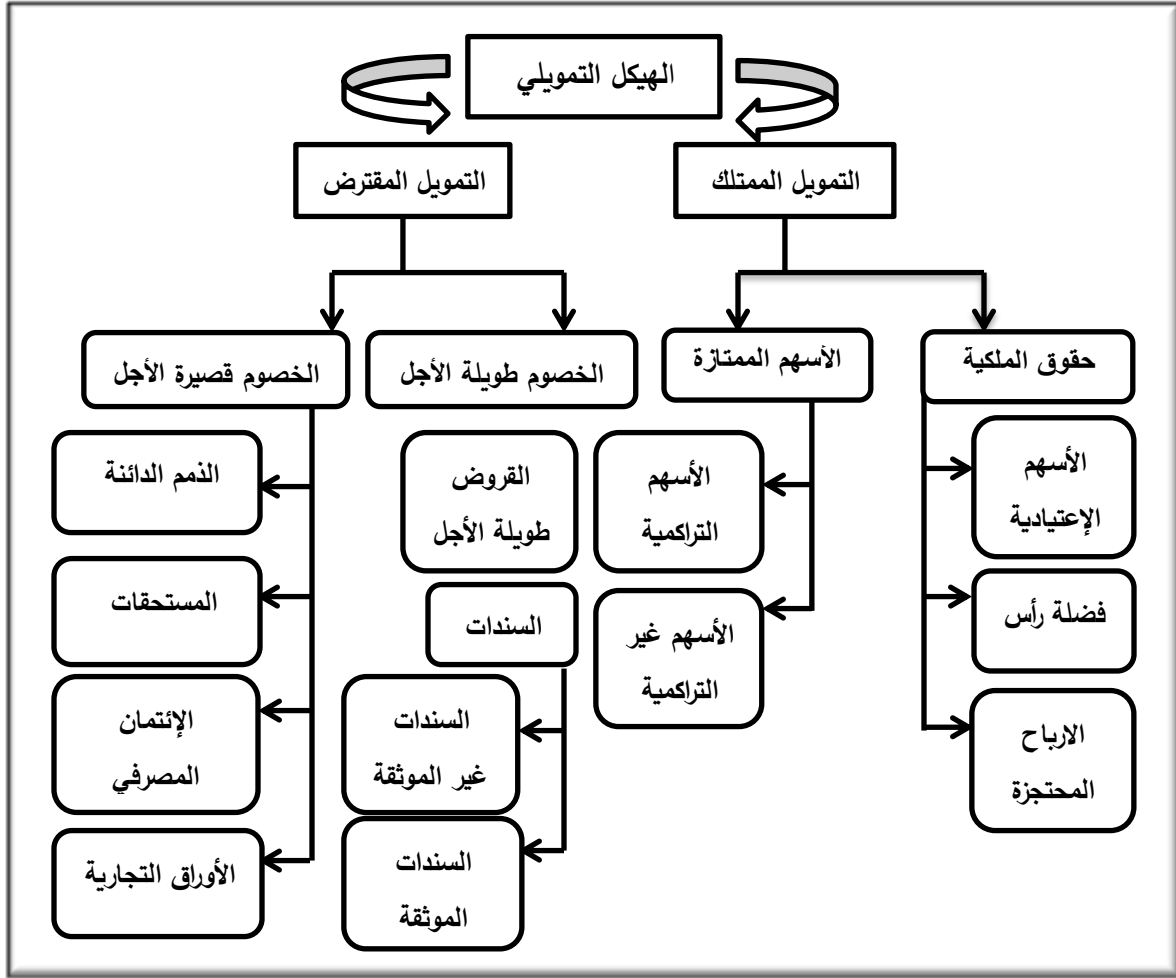 الهيكل التمويلي
التمويل الممتلك
التمويل المقترض
حقوق الملكية
الأسهم الممتازة
الخصوم طويلة الأجل
الخصوم قصيرة الأجل
الأسهم
الإعتيادية
فضلة رأس
الارباح
المحتجزة
الأسهم
التراكمية
الأسهم غير
التراكمية
القروض
طويلة الأجل
السندات
السندات
غير الموثقة
السندات
الموثقة
الذمم الدائنة
المستحقات
الإئتمان
المصرفي
الأوراق التجارية